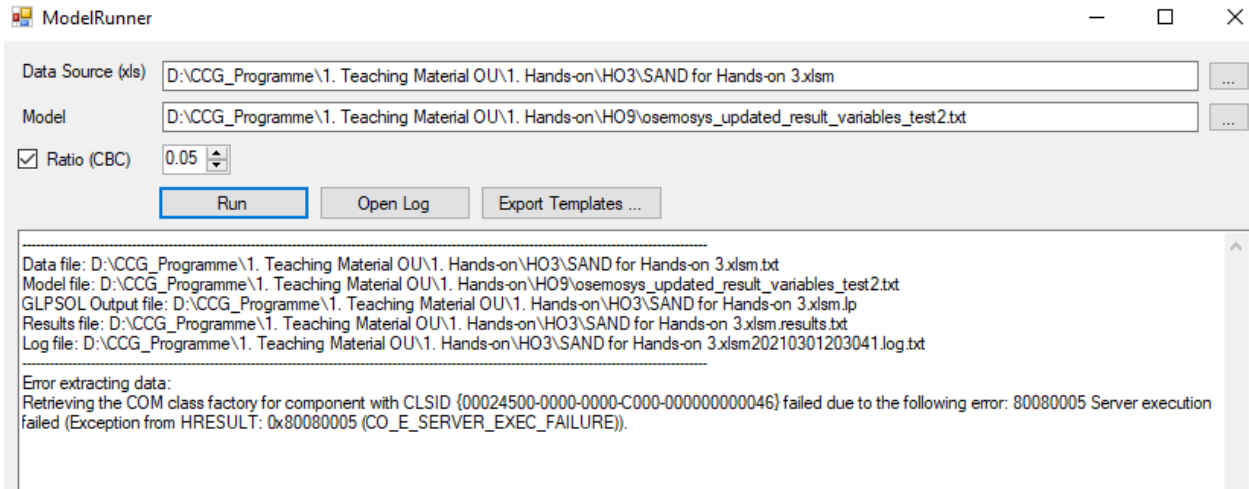 ModelRunner
Data Source (xls) D:\CCG_Programme\1. Teaching Material OU\1. Hands-on\HO3\SAND for Hands-on 3.xlsm ...
Model D:\CCG_Programme\1. Teaching Material OU\1. Hands-on\HO9\osemosys_updated_result_variables_test2.txt ...
Ratio (CBC) 0.05
Run Open Log Export Templates ...
Data file: D:\CCG_Programme\1. Teaching Material OU\1. Hands-on\HO3\SAND for Hands-on 3.xlsm.txt
Model file: D:\CCG_Programme\1. Teaching Material OU\1. Hands-on\HO9\osemosys_updated_result_variables_test2.txt
GLPSOL Output file: D:\CCG_Programme\1. Teaching Material OU\1. Hands-on\HO3\SAND for Hands-on 3.xlsm.lp
Results file: D:\CCG_Programme\1. Teaching Material OU\1. Hands-on\HO3\SAND for Hands-on 3.xlsm.results.txt
Log file: D:\CCG_Programme\1. Teaching Material OU\1. Hands-on\HO3\SAND for Hands-on 3.xlsm20210301203041.log.txt
Error extracting data:
Retrieving the COM class factory for component with CLSID {00024500-0000-0000-C000-000000000046} failed due to the following error: 80080005 Server execution
failed (Exception from HRESULT: 0x80080005 (CO_E_SERVER_EXEC_FAILURE)).